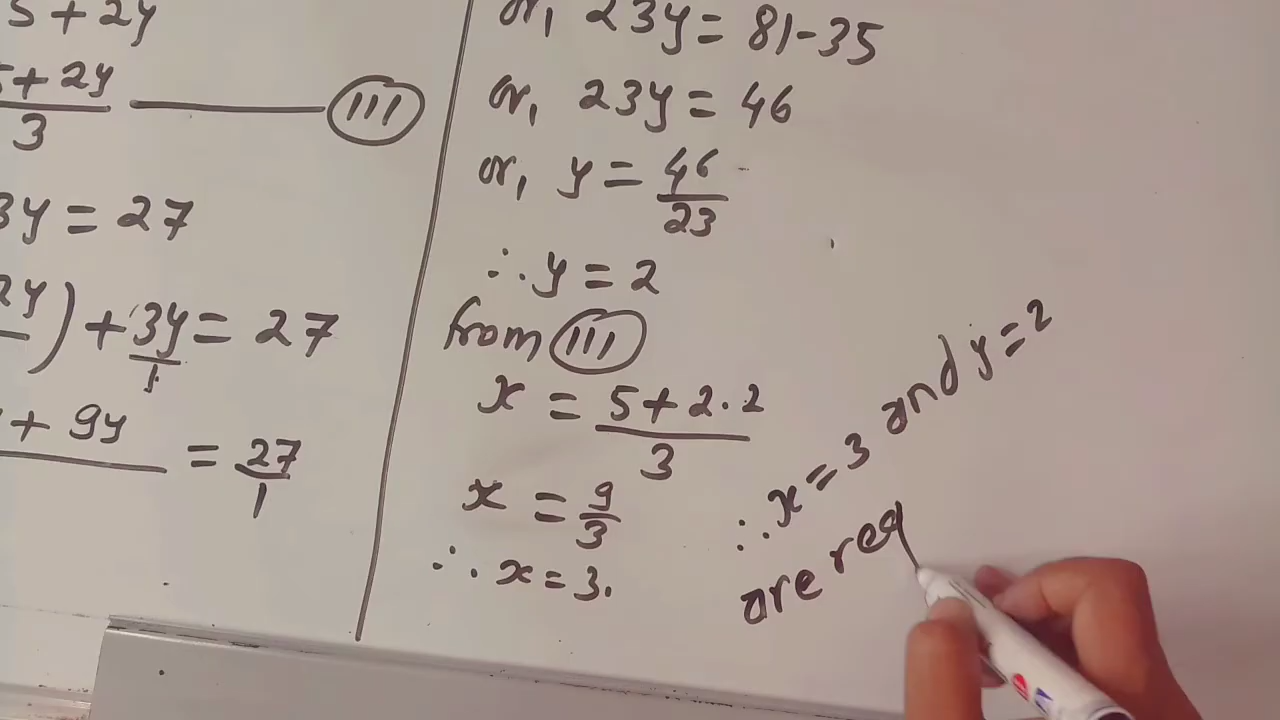 5 + 2y
5 + 2y / 3 ——— III
3y = 27
2y ) + 3y/1 = 27
+ 9y = 27/1
or, 23y = 81 - 35
or, 23y = 46
or, y = 46/23
∴ y = 2
from III
x = 5 + 2.2 / 3
x = 9/3
∴ x = 3.
∴ x = 3 and y = 2
are req